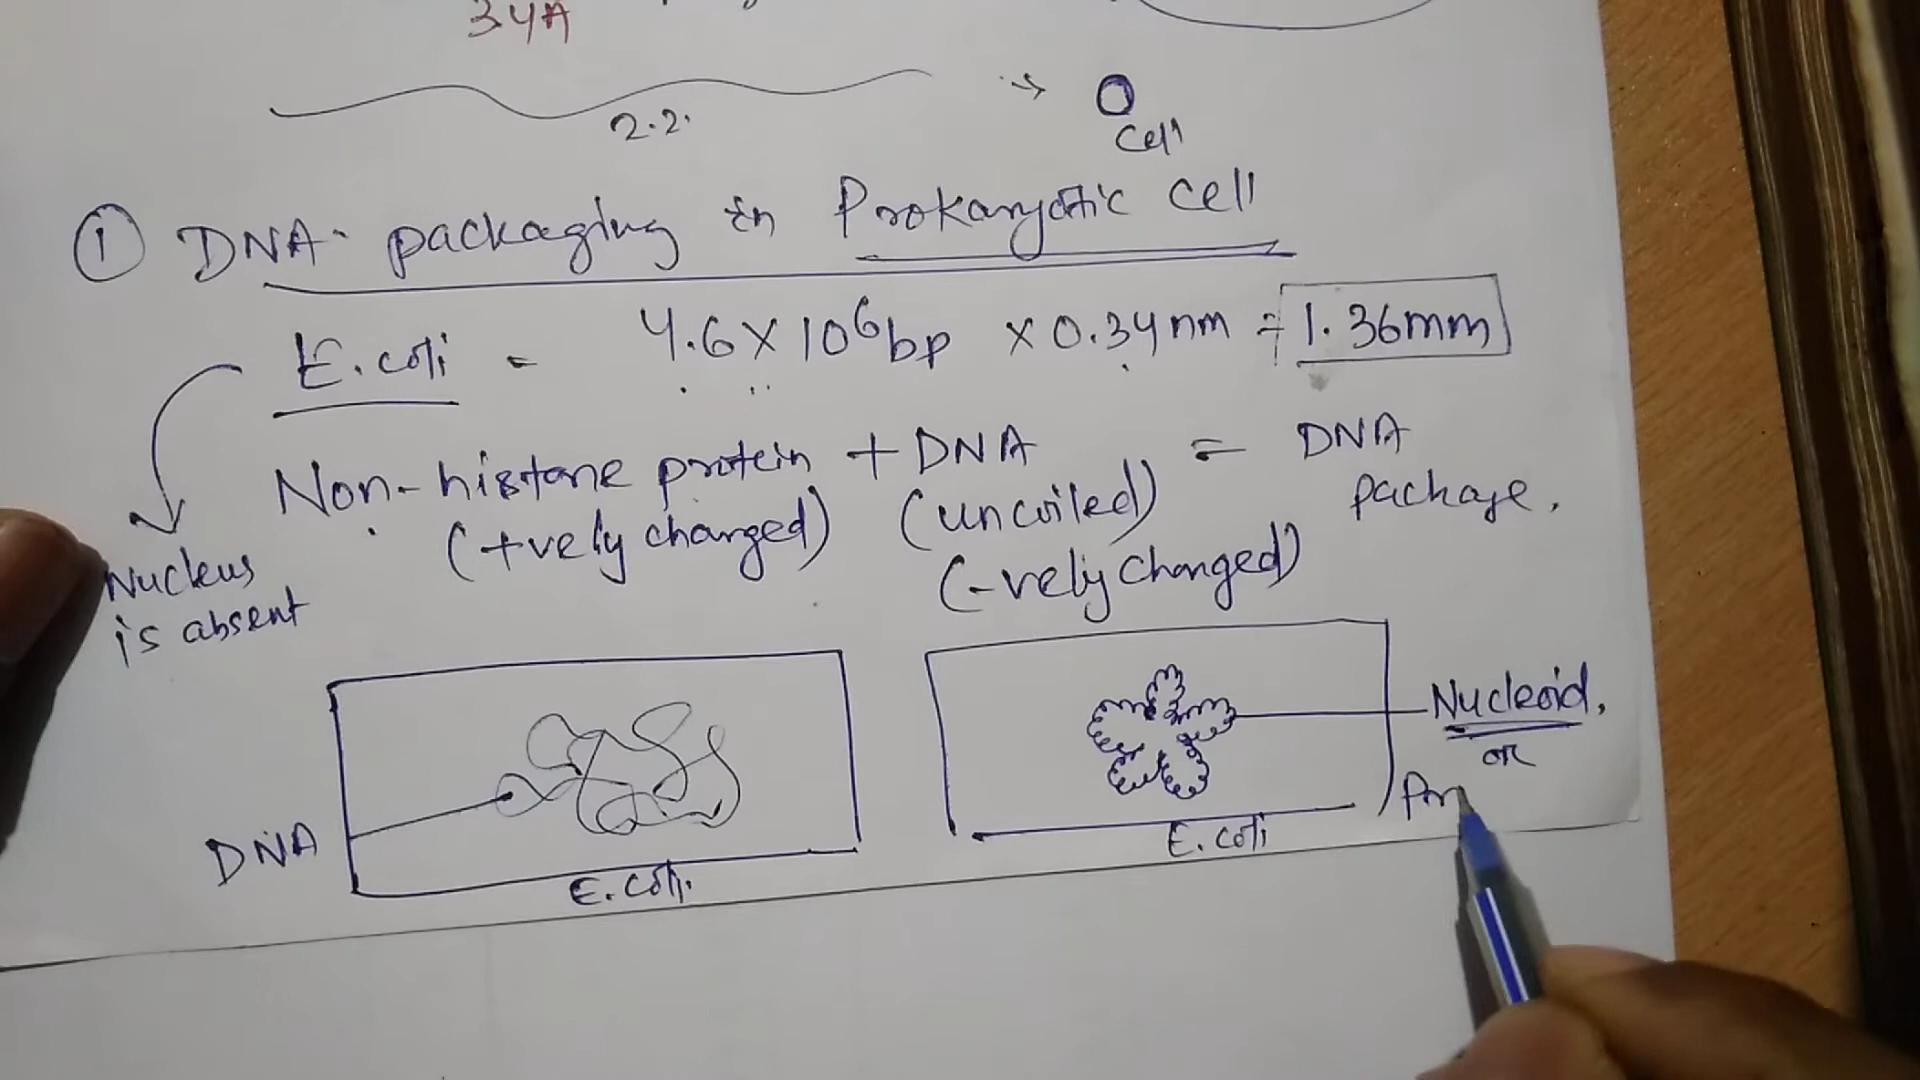 3.4A
2.2.
Cell
① DNA packaging in Prokaryotic cell
E.coli = 4.6 × 10⁶ bp × 0.34 nm = 1.36mm
Non-histone protein + DNA = DNA
(+vely charged) (uncoiled) package.
(-vely charged)
Nucleus
is absent
Nucleoid,
or
DNA
E.coli.
E.coli